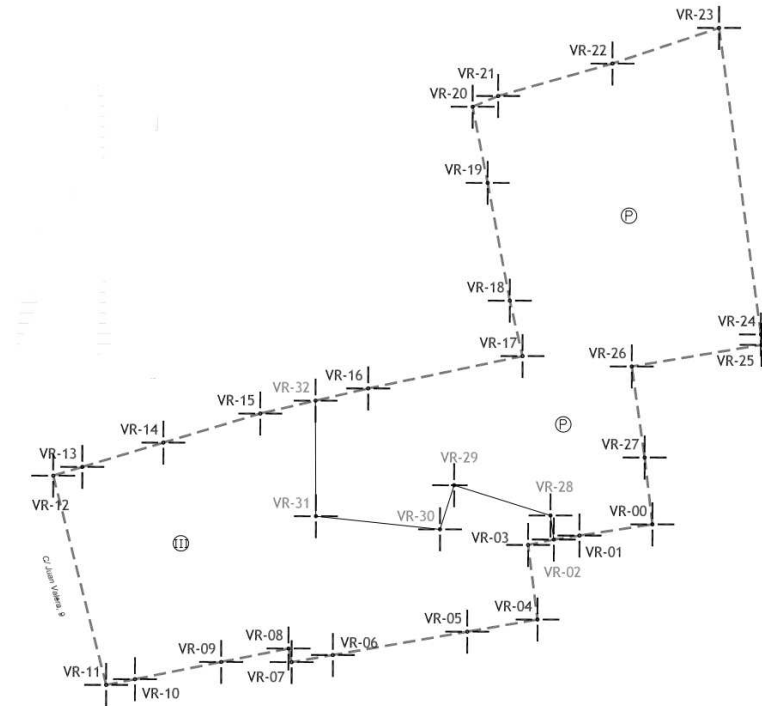 VR-23
VR-22
VR-21
VR-20
VR-19
P
VR-18
VR-24
VR-17
VR-25
VR-26
VR-16
VR-32
VR-15
P
VR-14
VR-27
VR-13
VR-29
VR-12
VR-28
VR-31
VR-30
VR-00
VR-03
VR-01
III
VR-02
C/ Juan Valera, 9
VR-04
VR-05
VR-08
VR-06
VR-09
VR-07
VR-11
VR-10